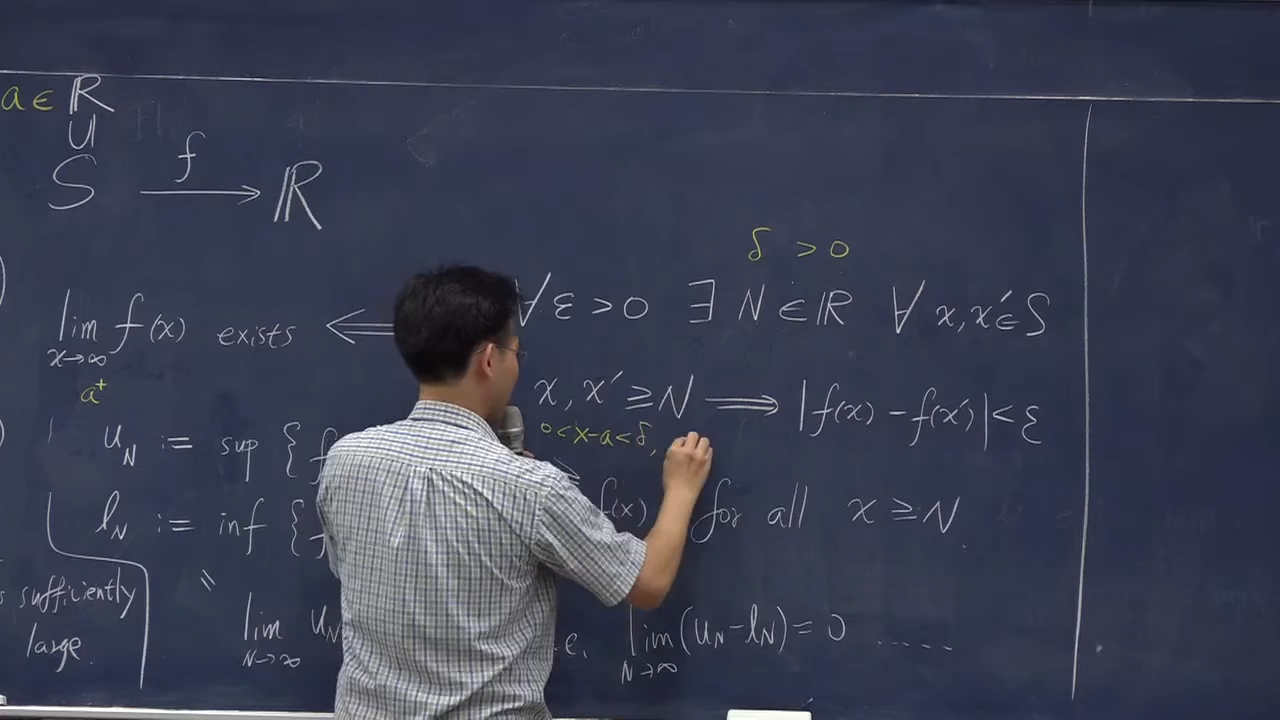 a ∈ ℝ
∪
S f⟶ ℝ
δ > 0
lim f(x) exists ⟸ ∀ ε > 0 ∃ N ∈ ℝ ∀ x, x′ ∈ S
x→∞
a⁺
x, x′ ≥ N ⟹ |f(x) − f(x′)| < ε
0 < x−a < δ,
u_N := sup {
f(x) for all x ≥ N
l_N := inf {
sufficiently
large.
lim u_N i.e. lim (u_N − l_N) = 0 .....
N→∞ N→∞